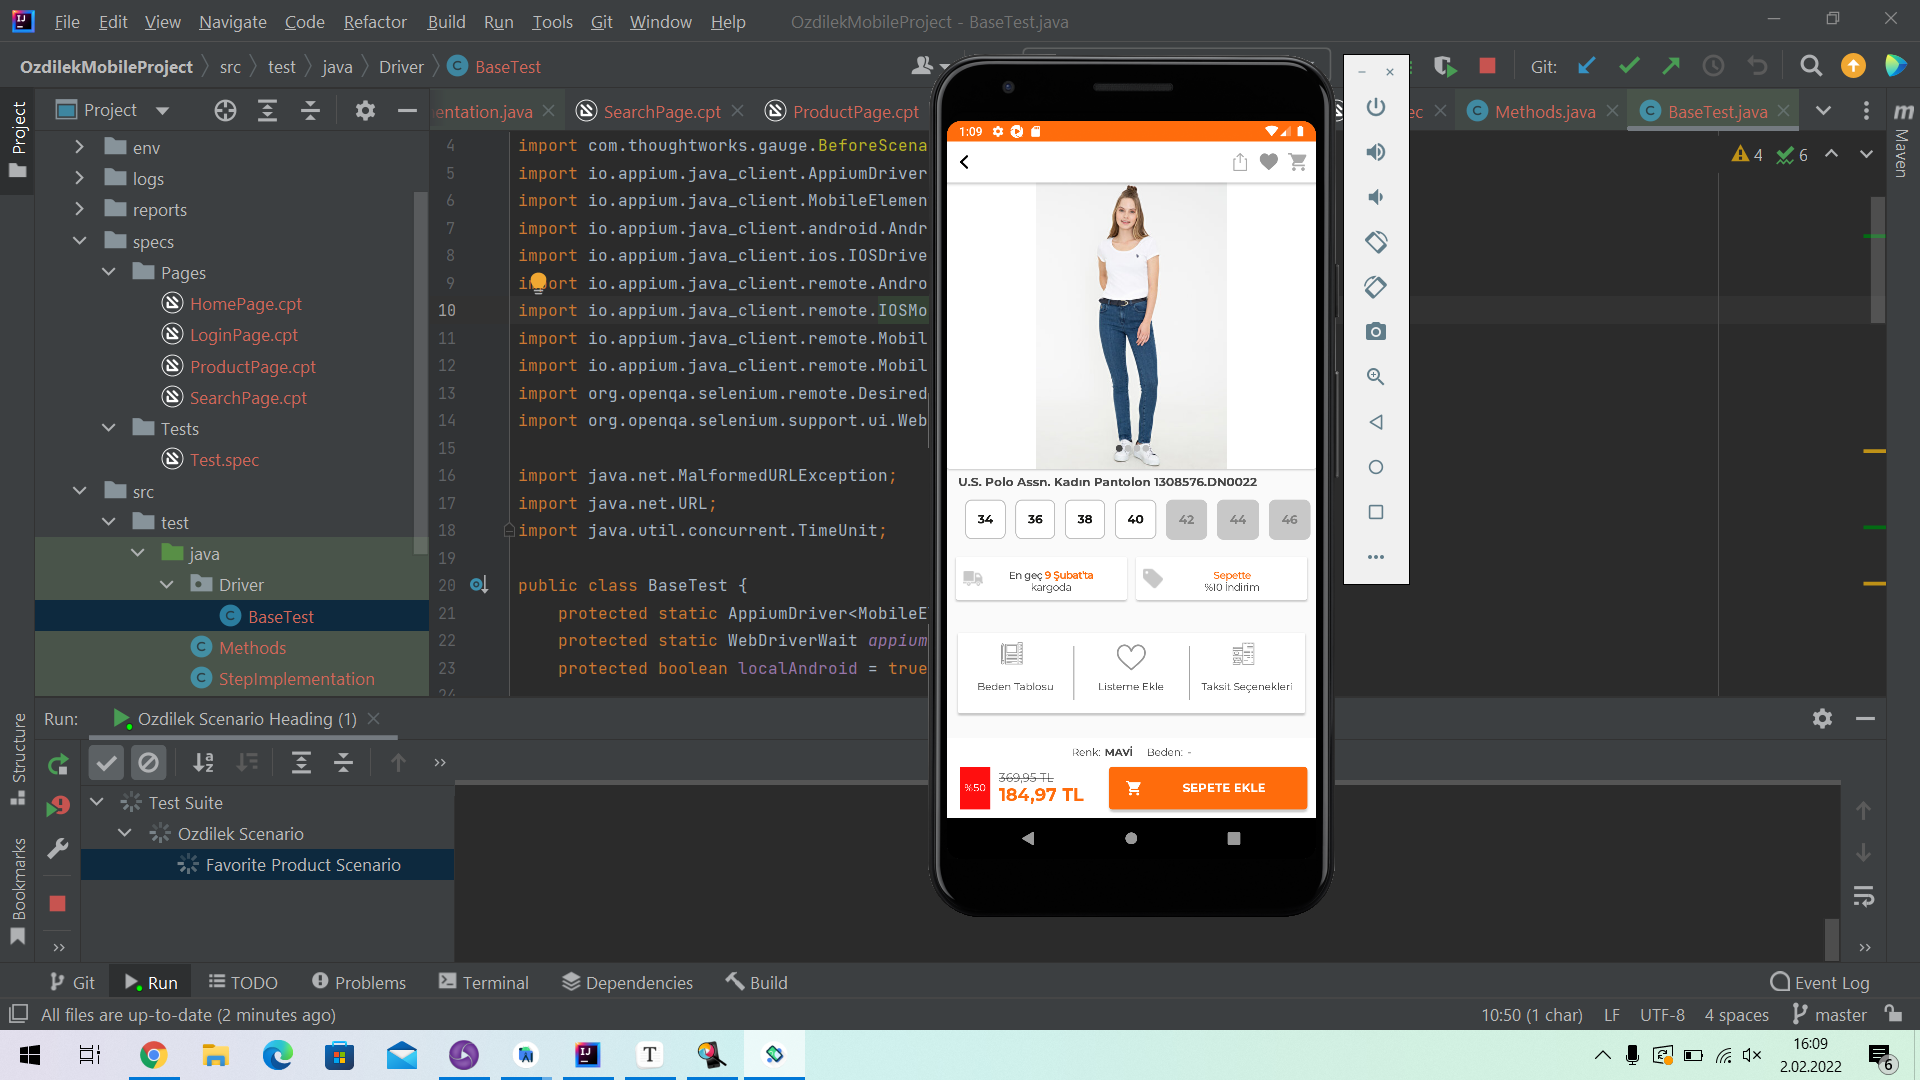 File Edit View Navigate Code Refactor Build Run Tools Git Window Help OzdilekMobileProject - BaseTest.java
OzdilekMobileProject src test java Driver BaseTest Git:
Project entation.java SearchPage.cpt ProductPage.cpt ec Methods.java BaseTest.java
Project
Maven
4 6
env
logs
reports
specs
Pages
HomePage.cpt
LoginPage.cpt
ProductPage.cpt
SearchPage.cpt
Tests
Test.spec
src
test
java
Driver
BaseTest
Methods
StepImplementation
4 import com.thoughtworks.gauge.BeforeScena
5 import io.appium.java_client.AppiumDriver
6 import io.appium.java_client.MobileElemen
7 import io.appium.java_client.android.Andr
8 import io.appium.java_client.ios.IOSDrive
9 import io.appium.java_client.remote.Andro
10 import io.appium.java_client.remote.IOSMo
11 import io.appium.java_client.remote.Mobil
12 import io.appium.java_client.remote.Mobil
13 import org.openqa.selenium.remote.Desired
14 import org.openqa.selenium.support.ui.Web
15
16 import java.net.MalformedURLException;
17 import java.net.URL;
18 import java.util.concurrent.TimeUnit;
19
20 public class BaseTest {
21 protected static AppiumDriver<MobileE
22 protected static WebDriverWait appium
23 protected boolean localAndroid = true
24
1:09
U.S. Polo Assn. Kadın Pantolon 1308576.DN0022
34 36 38 40 42 44 46
En geç 9 Şubat'ta
kargoda
Sepette
%10 İndirim
Beden Tablosu Listeme Ekle Taksit Seçenekleri
Renk: MAVİ Beden: -
%50 369,95 TL
184,97 TL
SEPETE EKLE
Run: Ozdilek Scenario Heading (1)
Test Suite
Ozdilek Scenario
Favorite Product Scenario
9
Structure
Bookmarks
Git Run TODO Problems Terminal Dependencies Build Event Log
All files are up-to-date (2 minutes ago) 10:50 (1 char) LF UTF-8 4 spaces master
16:09
2.02.2022
6